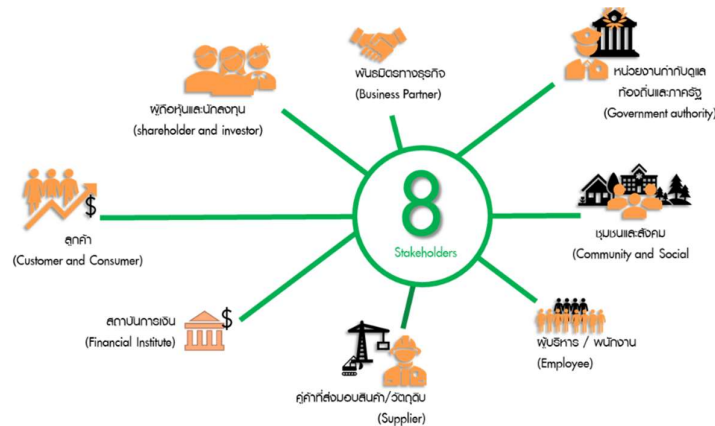 พันธมิตรทางธุรกิจ
(Business Partner)
หน่วยงานกำกับดูแล
ท้องถิ่นและภาครัฐ
(Government authority)
ผู้ถือหุ้นและนักลงทุน
(shareholder and investor)
8
Stakeholders
$
ลูกค้า
(Customer and Consumer)
ชุมชนและสังคม
(Community and Social
สถาบันการเงิน
(Financial Institute)
$
ผู้บริหาร / พนักงาน
(Employee)
คู่ค้าที่ส่งมอบสินค้า/วัตถุดิบ
(Supplier)